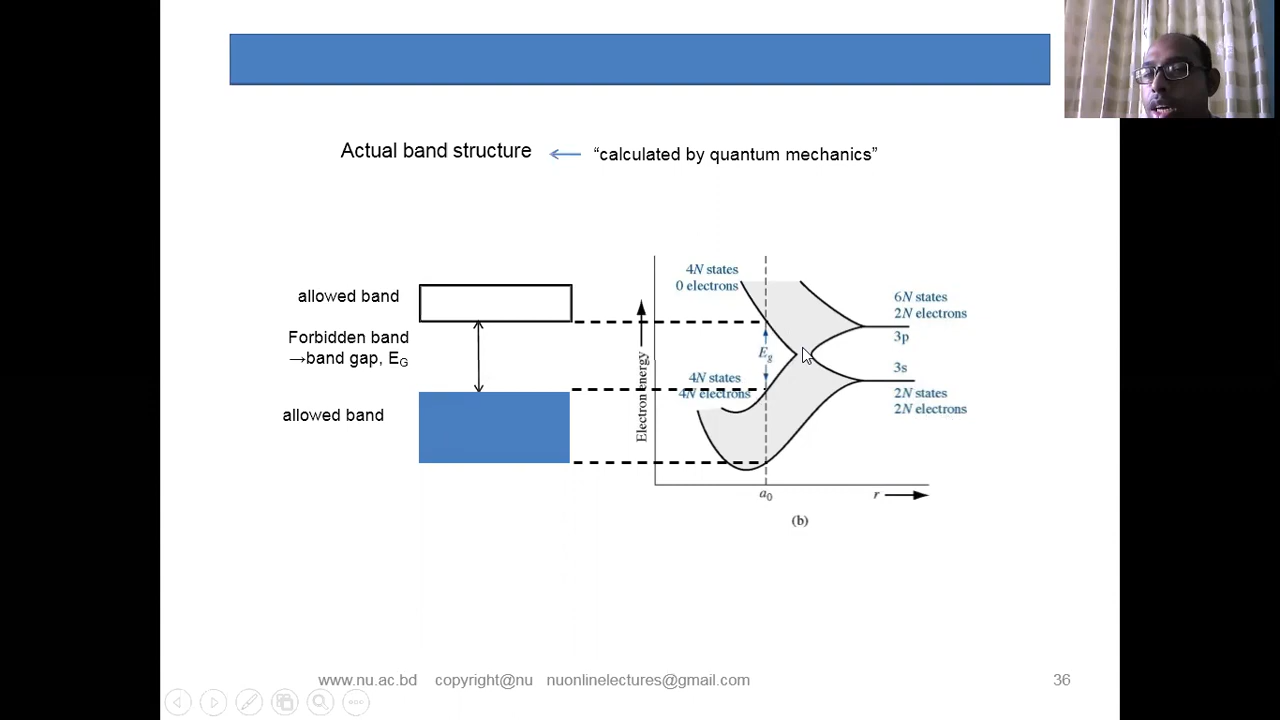 Actual band structure
“calculated by quantum mechanics”
allowed band
Forbidden band
→band gap, EG
allowed band
4N states
0 electrons
6N states
2N electrons
3p
Eg
3s
4N states
4N electrons
2N states
2N electrons
Electron energy
a0
r
(b)
www.nu.ac.bd copyright@nu nuonlinelectures@gmail.com
36